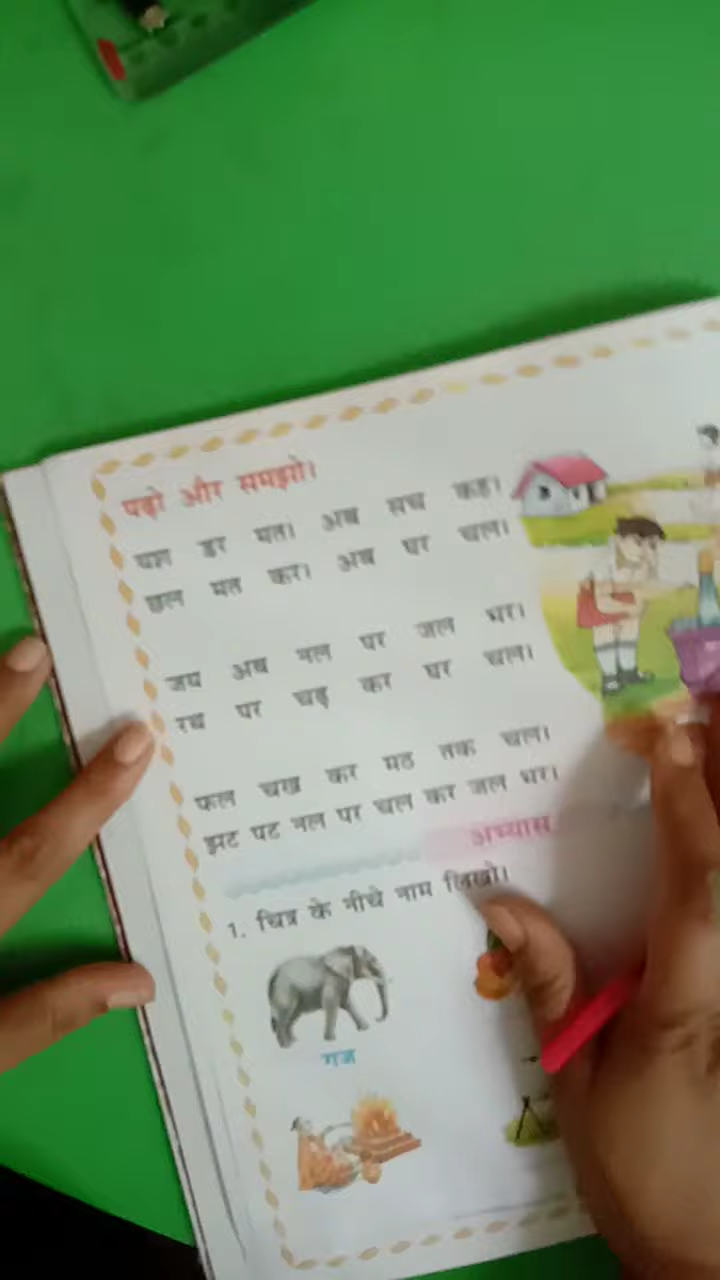 पढ़ो और समझो।
यश डर मत। अब सच कह।
छल मत कर। अब घर चल।
जय अब नल पर जल भर।
रथ पर चढ़ कर घर चल।
फल चख कर मठ तक चल।
झट पट नल पर चल कर जल भर।
अभ्यास
1. चित्र के नीचे नाम लिखो।
गज